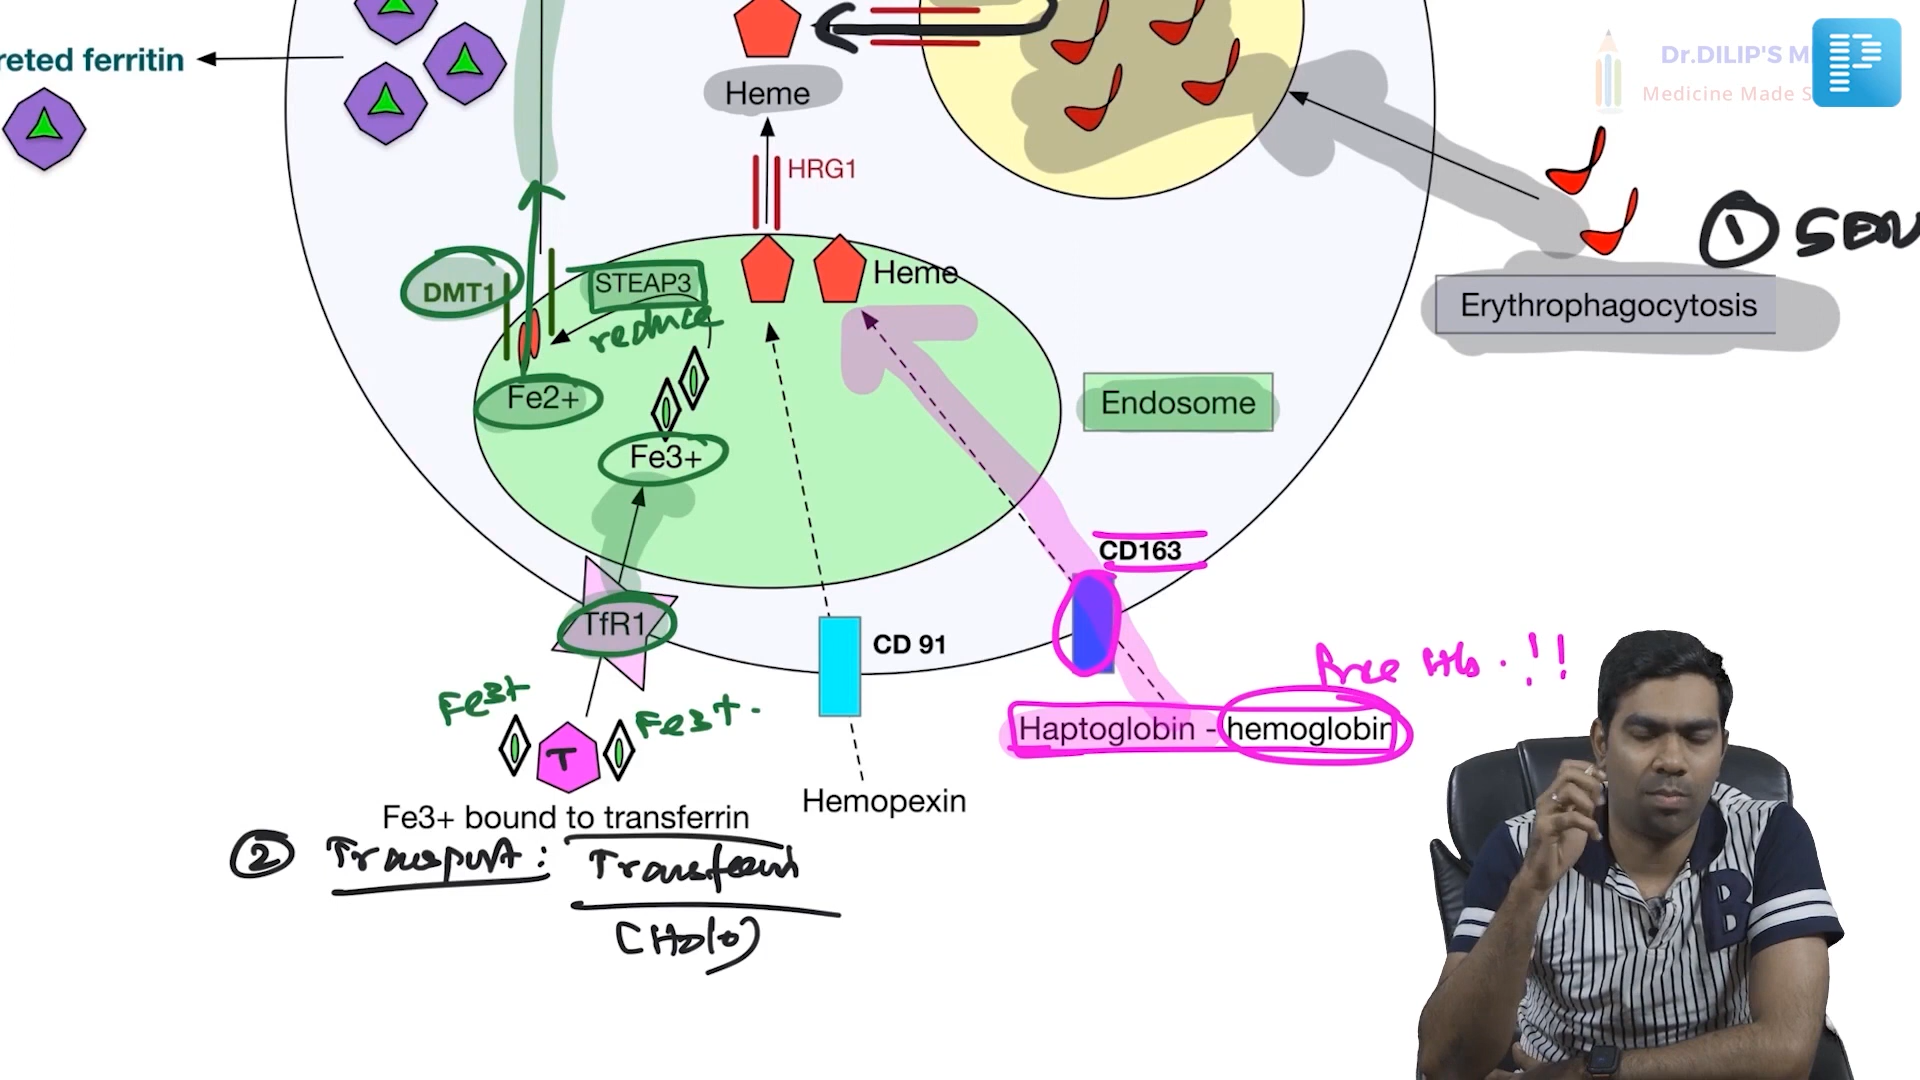 reted ferritin
Dr.DILIP'S M
Medicine Made S
Heme
HRG1
① sen
DMT1
STEAP3
Heme
reduce
Erythrophagocytosis
Fe2+
Endosome
Fe3+
CD163
TfR1
CD 91
Free Hb . !!
Fe3+
Fe3+.
Haptoglobin - hemoglobin
T
B
Hemopexin
Fe3+ bound to transferrin
② Transport : Transferrin
(Holo)